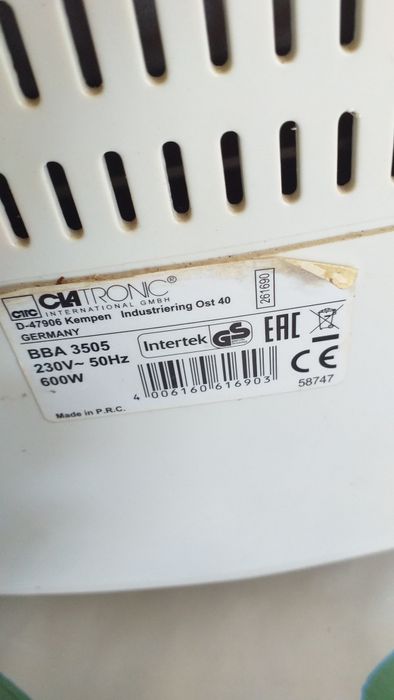 CTC CLATRONIC®
INTERNATIONAL GMBH
D-47906 Kempen Industriering Ost 40
GERMANY
261690
BBA 3505
230V~ 50Hz
600W
Intertek GS
EAC
CE
4 006160 616903
58747
Made in P.R.C.